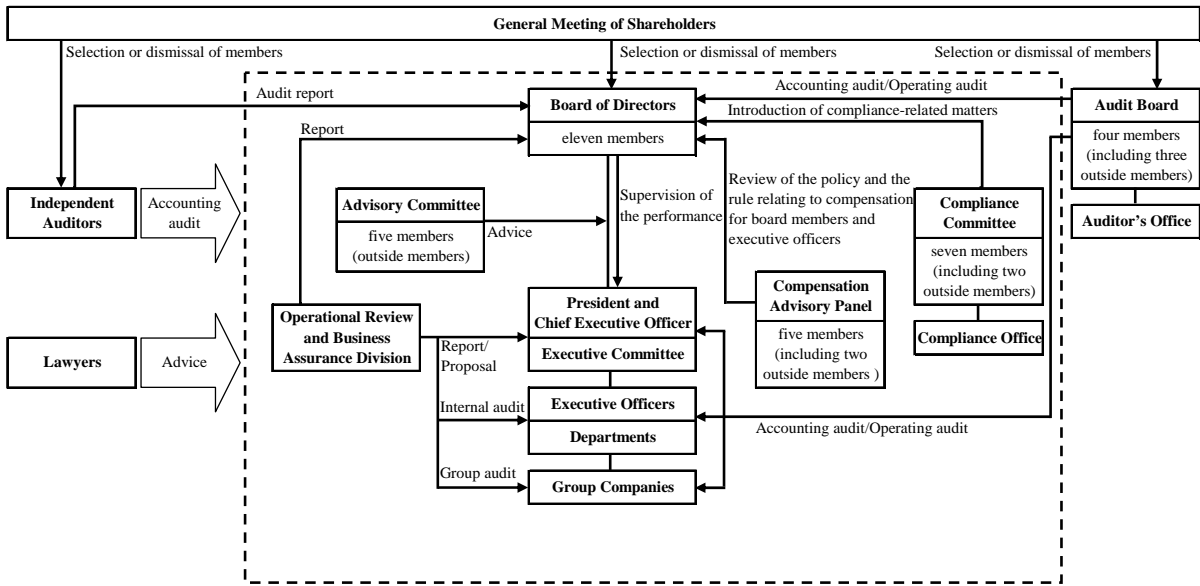 General Meeting of Shareholders
Selection or dismissal of members
Selection or dismissal of members
Selection or dismissal of members
Audit report
Board of Directors
eleven members
Accounting audit/Operating audit
Introduction of compliance-related matters
Audit Board
four members
(including three
outside members)
Auditor's Office
Report
Independent
Auditors
Accounting
audit
Advisory Committee
five members
(outside members)
Advice
Supervision of
the performance
Review of the policy and the
rule relating to compensation
for board members and
executive officers
Compliance
Committee
seven members
(including two
outside members)
Compliance Office
Compensation
Advisory Panel
five members
(including two
outside members )
Operational Review
and Business
Assurance Division
President and
Chief Executive Officer
Executive Committee
Report/
Proposal
Lawyers
Advice
Executive Officers
Departments
Internal audit
Accounting audit/Operating audit
Group audit
Group Companies